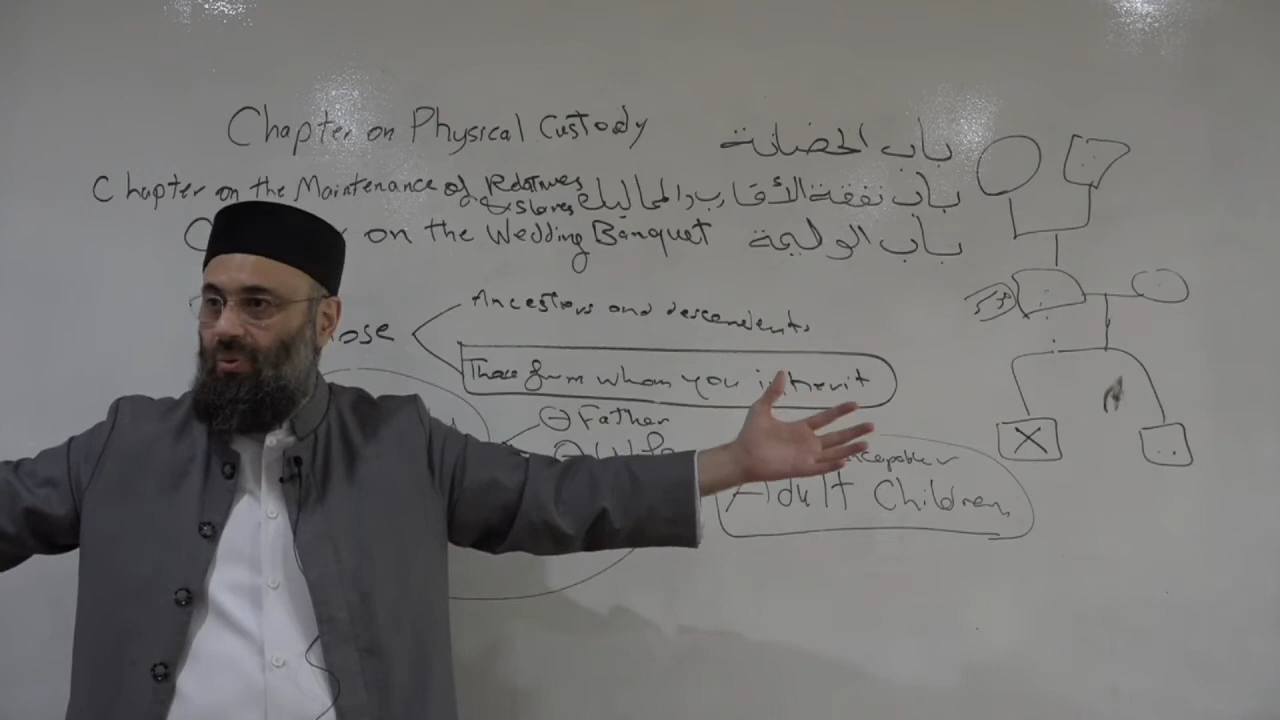 Chapter on Physical Custody باب الحضانة
Chapter on the Maintenance of Relatives & slaves باب نفقة الأقارب والمماليك
on the Wedding Banquet باب الوليمة
Ancestors and descendents
Those from whom you inherit
Father
Wife
Adult Children